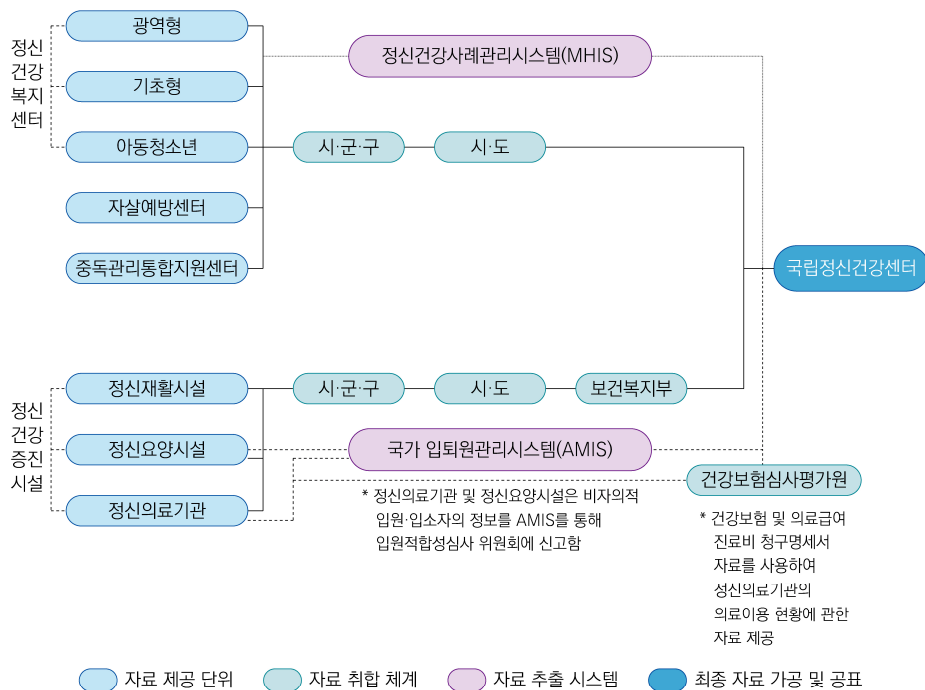 정신
건강
복지
센터
광역형
기초형
아동청소년
자살예방센터
중독관리통합지원센터
정신건강사례관리시스템(MHIS)
시·군·구
시·도
국립정신건강센터
정신
건강
증진
시설
정신재활시설
정신요양시설
정신의료기관
시·군·구
시·도
보건복지부
국가 입퇴원관리시스템(AMIS)
* 정신의료기관 및 정신요양시설은 비자의적
입원·입소자의 정보를 AMIS를 통해
입원적합성심사 위원회에 신고함
건강보험심사평가원
* 건강보험 및 의료급여
진료비 청구명세서
자료를 사용하여
성신의료기관의
의료이용 현황에 관한
자료 제공
자료 제공 단위
자료 취합 체계
자료 추출 시스템
최종 자료 가공 및 공표